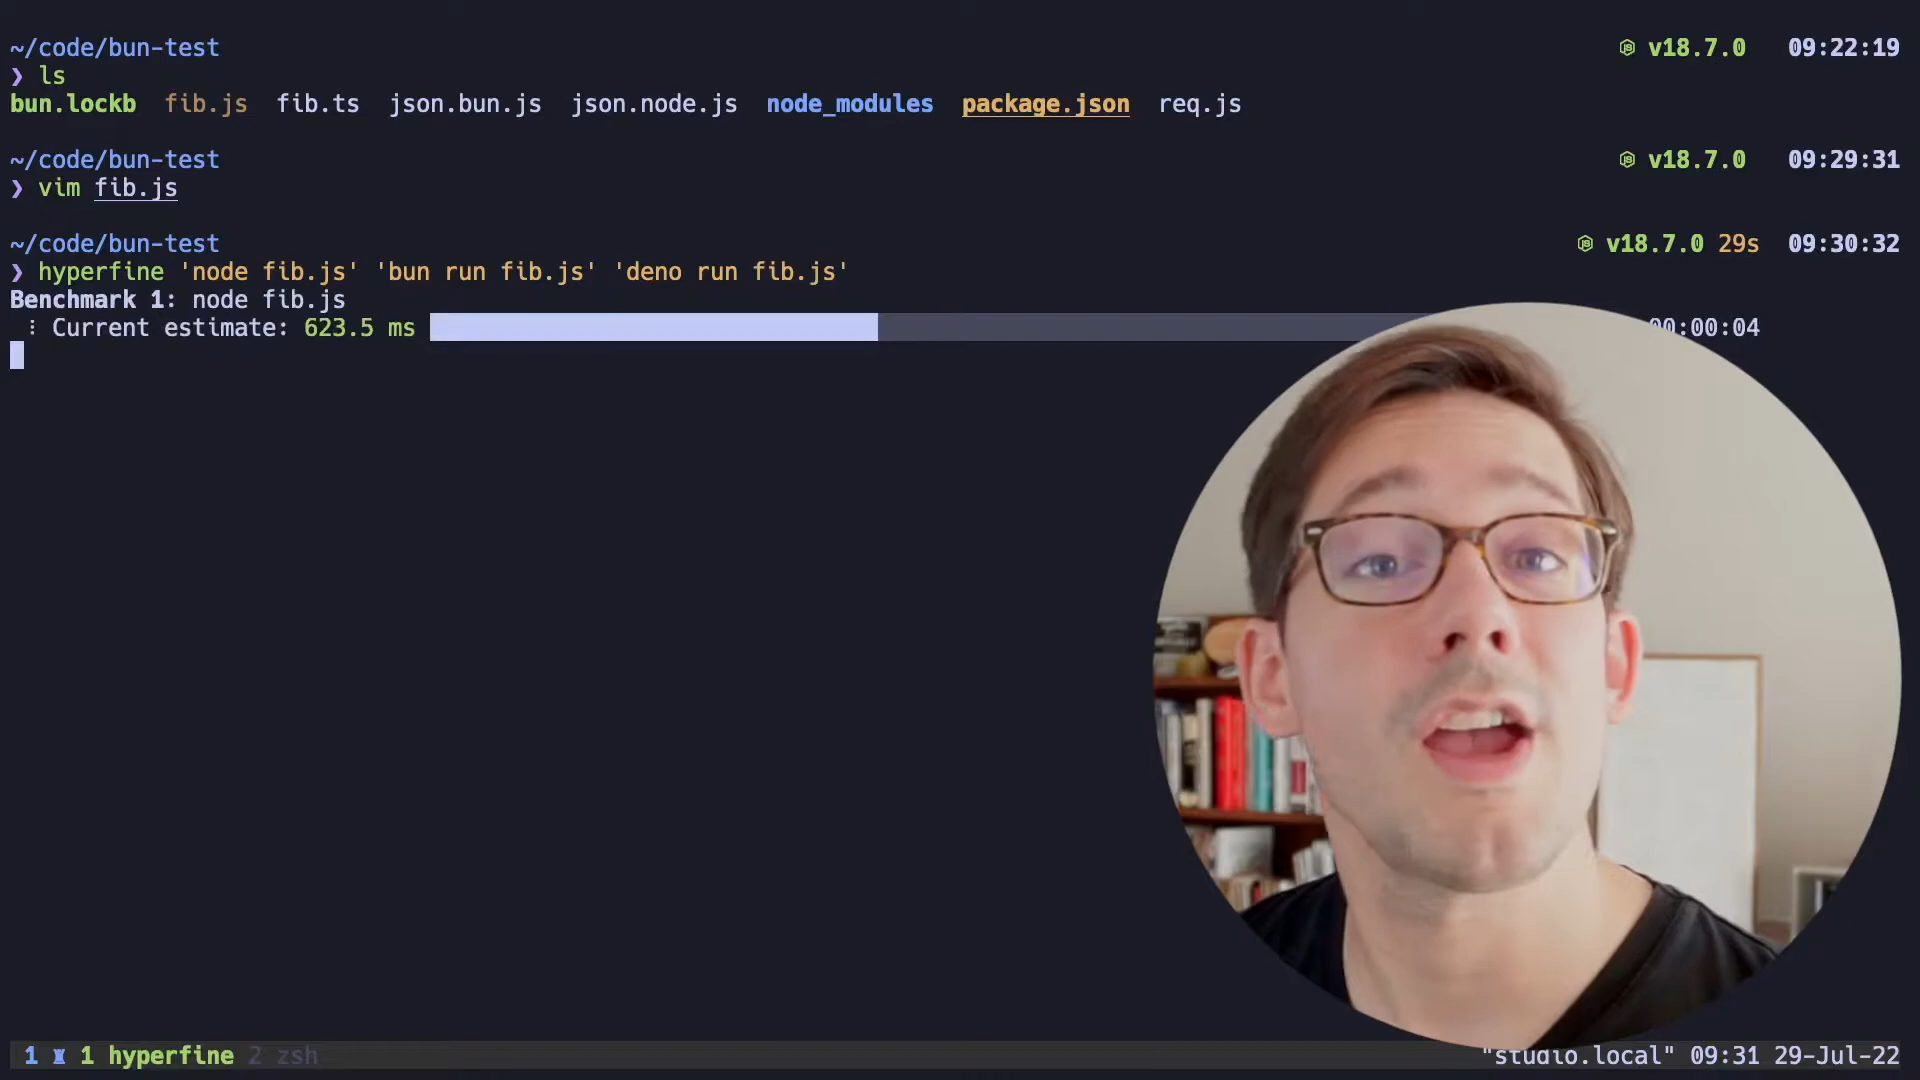 ~/code/bun-test v18.7.0 09:22:19
❯ ls
bun.lockb fib.js fib.ts json.bun.js json.node.js node_modules package.json req.js
~/code/bun-test v18.7.0 09:29:31
❯ vim fib.js
~/code/bun-test v18.7.0 29s 09:30:32
❯ hyperfine 'node fib.js' 'bun run fib.js' 'deno run fib.js'
Benchmark 1: node fib.js
⠸ Current estimate: 623.5 ms 00:00:04
1 1 hyperfine 2 zsh "studio.local" 09:31 29-Jul-22